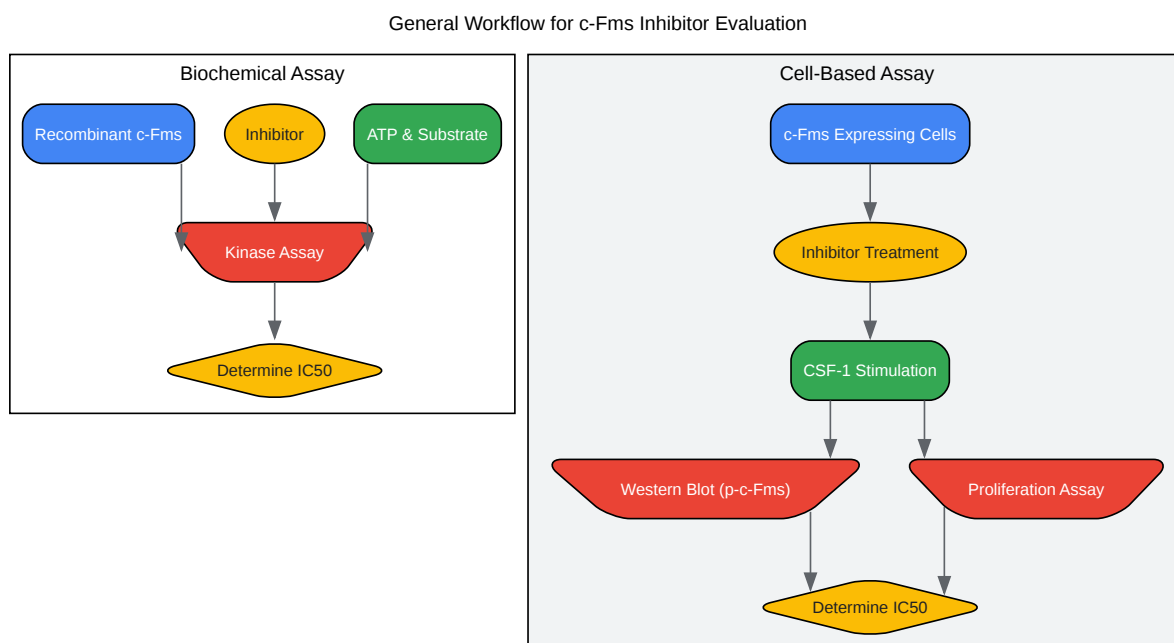 General Workflow for c-Fms Inhibitor Evaluation
Biochemical Assay
Recombinant c-Fms
Inhibitor
ATP & Substrate
Kinase Assay
Determine IC50
Cell-Based Assay
c-Fms Expressing Cells
Inhibitor Treatment
CSF-1 Stimulation
Western Blot (p-c-Fms)
Proliferation Assay
Determine IC50